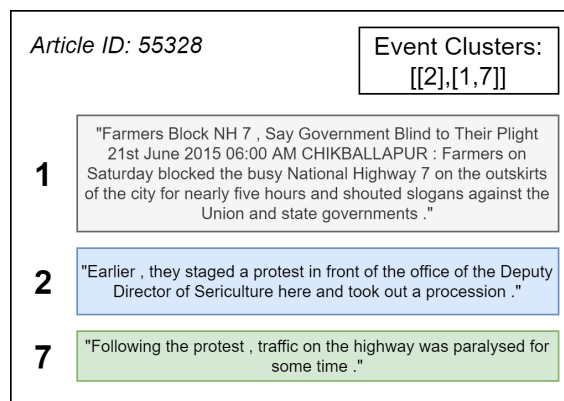 Article ID: 55328
Event Clusters:
[[2],[1,7]]
1
"Farmers Block NH 7 , Say Government Blind to Their Plight
21st June 2015 06:00 AM CHIKBALLAPUR : Farmers on
Saturday blocked the busy National Highway 7 on the outskirts
of the city for nearly five hours and shouted slogans against the
Union and state governments ."
2
"Earlier , they staged a protest in front of the office of the Deputy
Director of Sericulture here and took out a procession ."
7
"Following the protest , traffic on the highway was paralysed for
some time ."